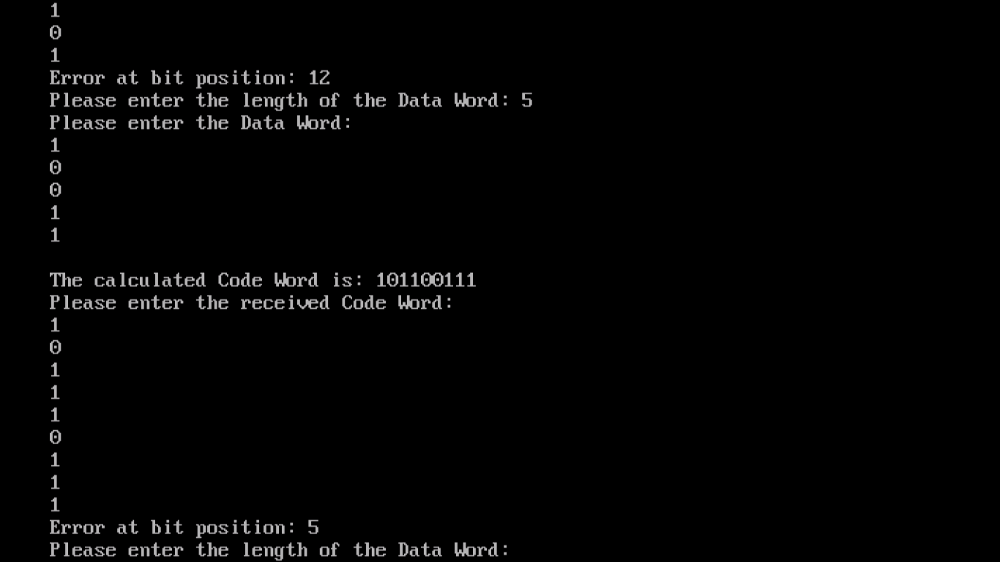 1
0
1
Error at bit position: 12
Please enter the length of the Data Word: 5
Please enter the Data Word:
1
0
0
1
1
The calculated Code Word is: 101100111
Please enter the received Code Word:
1
0
1
1
1
0
1
1
1
Error at bit position: 5
Please enter the length of the Data Word: